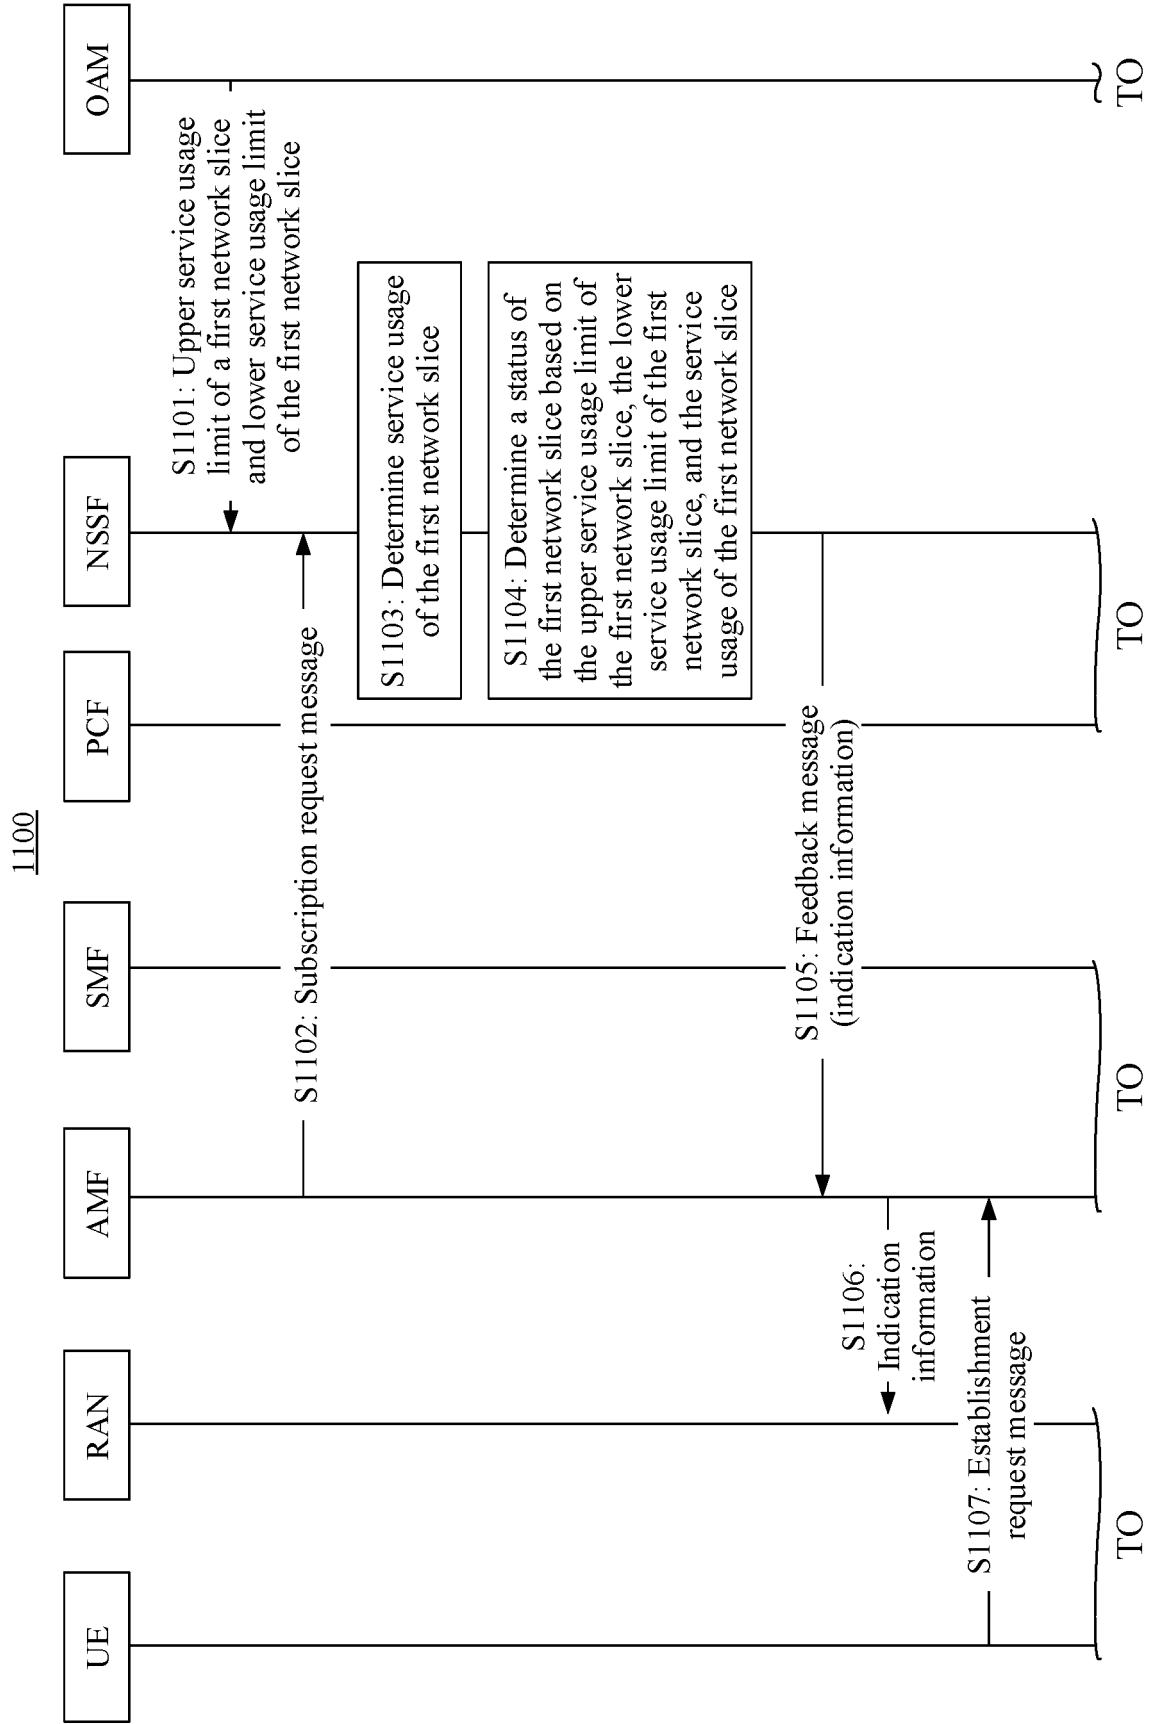 1100
UE
RAN
AMF
SMF
PCF
NSSF
OAM
S1101: Upper service usage
limit of a first network slice
and lower service usage limit
of the first network slice
S1102: Subscription request message
S1103: Determine service usage
of the first network slice
S1104: Determine a status of
the first network slice based on
the upper service usage limit of
the first network slice, the lower
service usage limit of the first
network slice, and the service
usage of the first network slice
S1105: Feedback message
(indication information)
S1106:
Indication
information
S1107: Establishment
request message
TO
TO
TO
TO